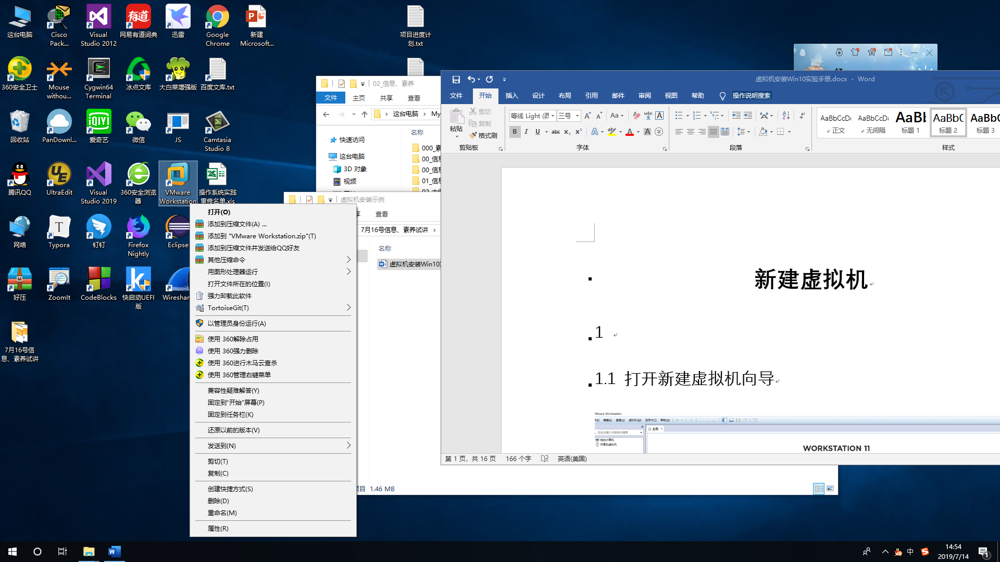 这台电脑
Cisco
Pack...
Visual
Studio 2012
网易有道词典
迅雷
Google
Chrome
新建
Microsoft...
项目进度计
划.txt
360安全卫士
Mouse
withou...
Cygwin64
Terminal
冰点文库
大白菜增强版
百度文库.txt
回收站
PanDownl...
爱奇艺
微信
JS
Camtasia
Studio 8
腾讯QQ
UltraEdit
Visual
Studio 2019
360安全浏览
器
VMware
Workstation
操作系统实践
重修名单.xls
网络
Typora
钉钉
Firefox
Nightly
Eclipse
好压
ZoomIt
CodeBlocks
快启动UEFI
版
Wireshar
7月16号信
息、素养试讲
打开(O)
添加到压缩文件(A) ...
添加到 "VMware Workstation.zip"(T)
添加到压缩文件并发送给QQ好友
其他压缩命令
用图形处理器运行
打开文件所在的位置(I)
强力卸载此软件
TortoiseGit(T)
以管理员身份运行(A)
使用 360解除占用
使用 360强力删除
使用 360进行木马云查杀
使用 360管理右键菜单
兼容性疑难解答(Y)
固定到"开始"屏幕(P)
固定到任务栏(K)
还原以前的版本(V)
发送到(N)
剪切(T)
复制(C)
创建快捷方式(S)
删除(D)
重命名(M)
属性(R)
02_信息、素养
文件 主页 共享 查看
这台电脑 My
名称
快速访问
这台电脑
3D 对象
视频
000_素
00_信息
00_信息
01_信息
虚拟机安装示例
查看
7月16号信息、素养试讲
名称
虚拟机安装Win10
1.46 MB
虚拟机安装Win10实验手册.docx - Word
文件 开始 插入 设计 布局 引用 邮件 审阅 视图 帮助 操作说明搜索
粘贴
剪切
复制
格式刷
剪贴板
等线 Light (西 三号
字体
段落
AaBbCcDc AaBbCcDc AaBb AaBbC AaBbC
正文 无间隔 标题 1 标题 2 标题 3
样式
新建虚拟机
1
1.1 打开新建虚拟机向导
VMware Workstation
主页
我的计算机
共享的虚拟机
WORKSTATION 11
第 1 页，共 16 页 166 个字 英语(美国)
中
14:54
2019/7/14
1